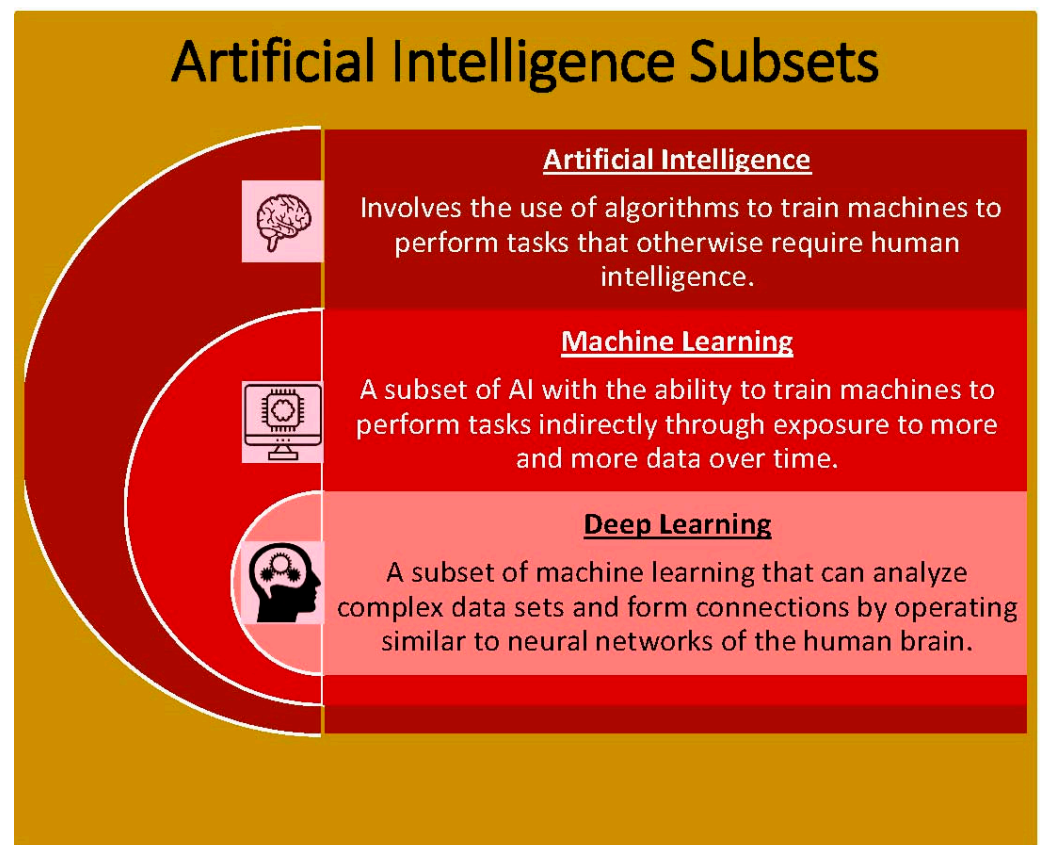 Artificial Intelligence Subsets
Artificial Intelligence
Involves the use of algorithms to train machines to
perform tasks that otherwise require human
intelligence.
Machine Learning
A subset of AI with the ability to train machines to
perform tasks indirectly through exposure to more
and more data over time.
Deep Learning
A subset of machine learning that can analyze
complex data sets and form connections by operating
similar to neural networks of the human brain.